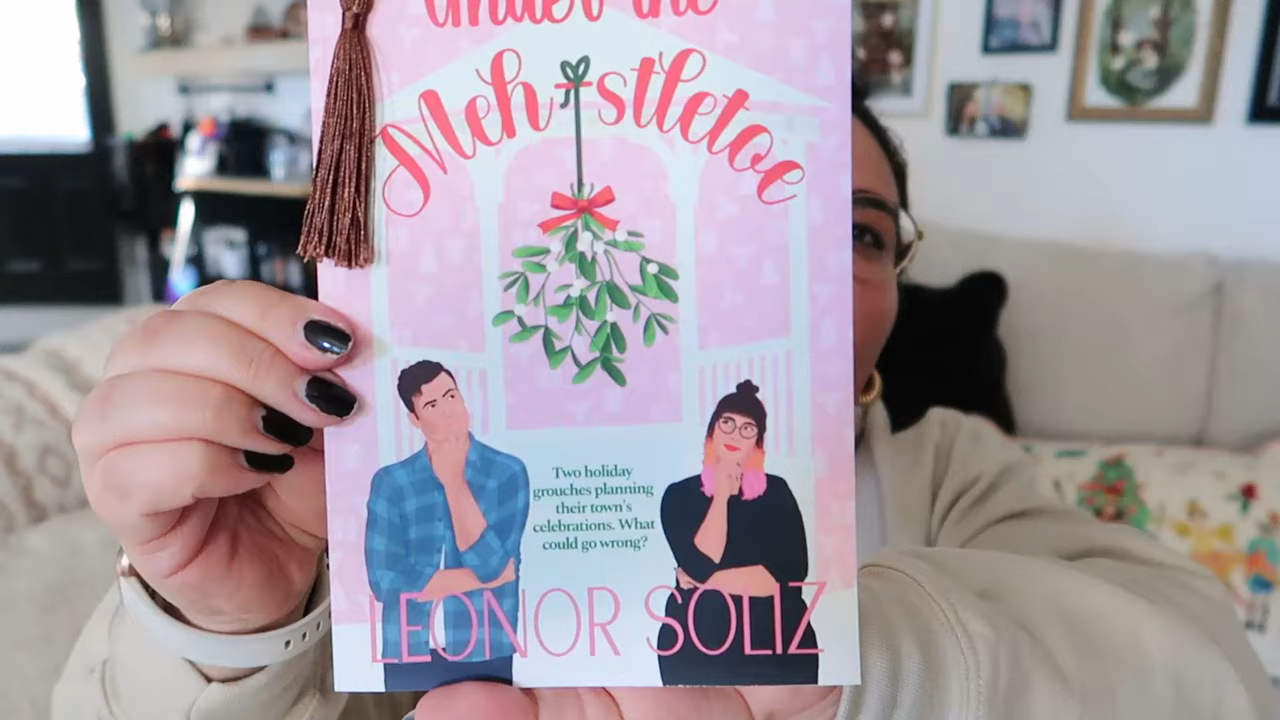 under the
Meh-stletoe
Two holiday
grouches planning
their town's
celebrations. What
could go wrong?
LEONOR SOLIZ